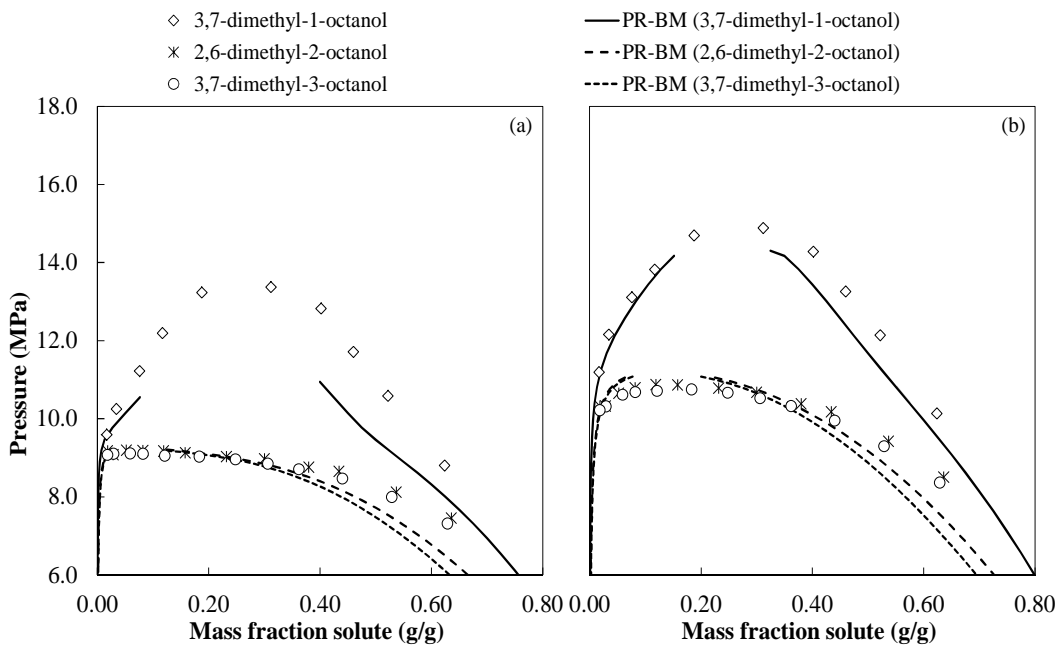 3,7-dimethyl-1-octanol
PR-BM (3,7-dimethyl-1-octanol)
2,6-dimethyl-2-octanol
PR-BM (2,6-dimethyl-2-octanol)
3,7-dimethyl-3-octanol
PR-BM (3,7-dimethyl-3-octanol)
18.0
(a)
(b)
16.0
14.0
12.0
10.0
8.0
6.0
Pressure (MPa)
0.00 0.20 0.40 0.60 0.80
0.00 0.20 0.40 0.60 0.80
Mass fraction solute (g/g)
Mass fraction solute (g/g)